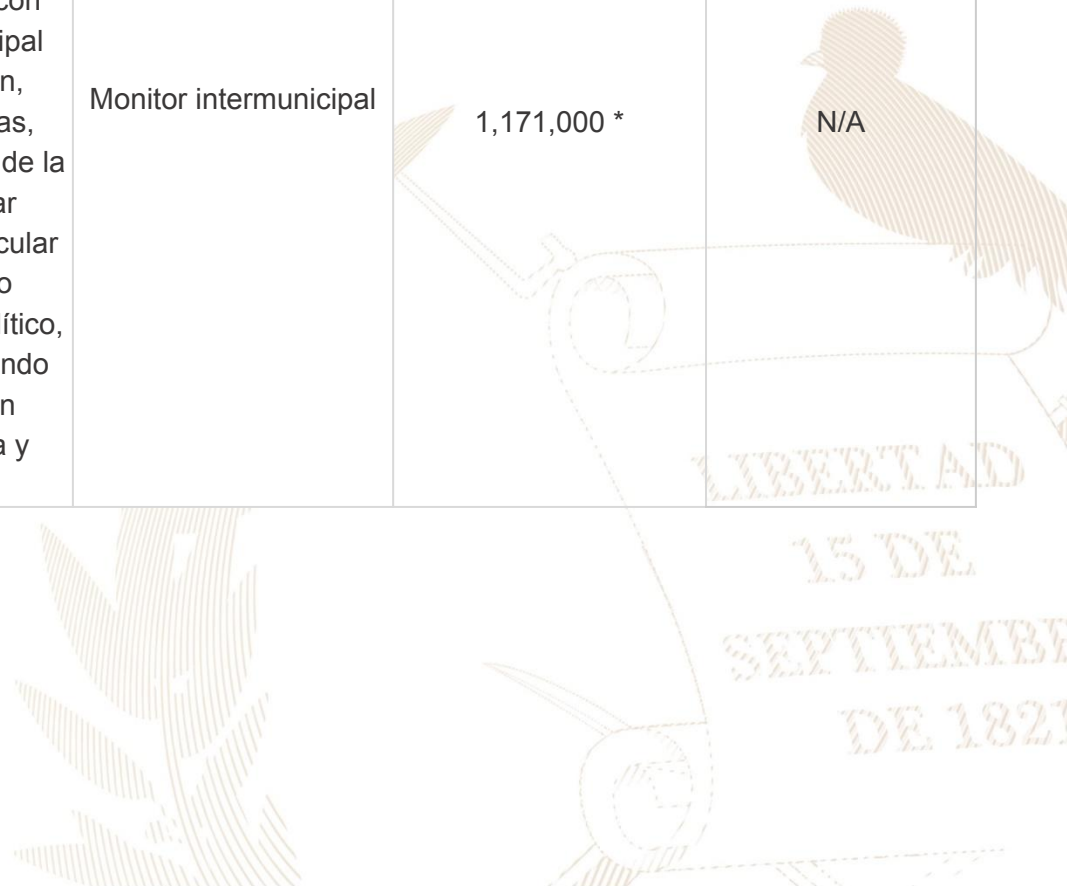 con
ipal
n,
Monitor intermunicipal
as,
1,171,000 *
N/A
de la
ar
cular
o
ítico,
ndo
n
a y
LIBERTAD
15 DE
SEPTIEMB
DE 1821